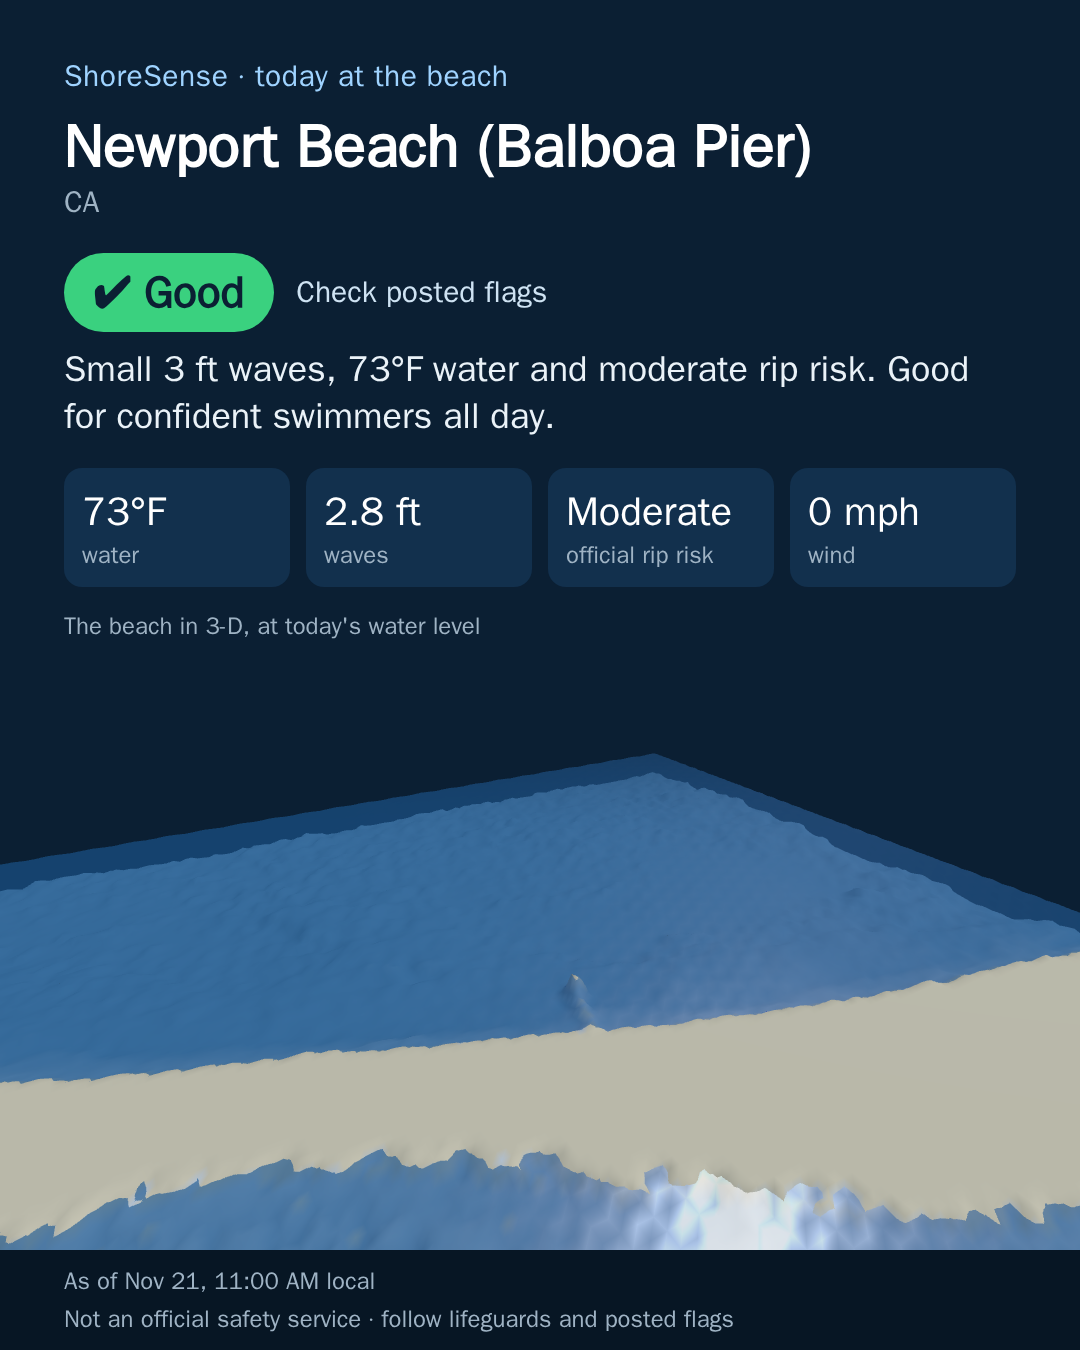 ShoreSense · today at the beach
Newport Beach (Balboa Pier)
CA
✔ Good
Check posted flags
Small 3 ft waves, 73°F water and moderate rip risk. Good
for confident swimmers all day.
73°F
water
2.8 ft
waves
Moderate
official rip risk
0 mph
wind
The beach in 3-D, at today's water level
As of Nov 21, 11:00 AM local
Not an official safety service · follow lifeguards and posted flags